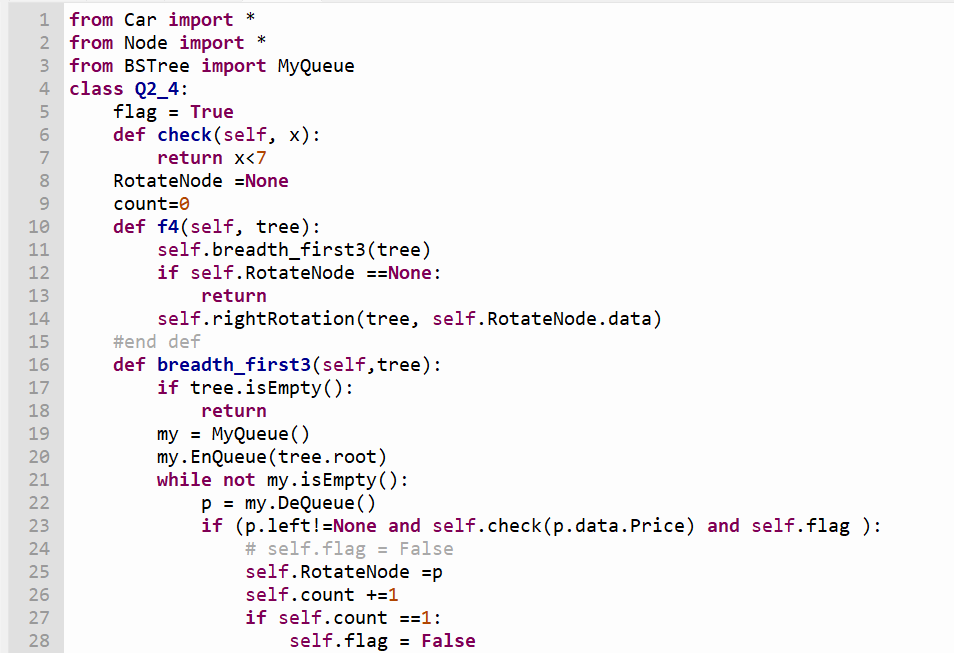 1 from Car import *
2 from Node import *
3 from BSTree import MyQueue
4 class Q2_4:
5     flag = True
6     def check(self, x):
7         return x<7
8     RotateNode =None
9     count=0
10     def f4(self, tree):
11         self.breadth_first3(tree)
12         if self.RotateNode ==None:
13             return
14         self.rightRotation(tree, self.RotateNode.data)
15     #end def
16     def breadth_first3(self,tree):
17         if tree.isEmpty():
18             return
19         my = MyQueue()
20         my.EnQueue(tree.root)
21         while not my.isEmpty():
22             p = my.DeQueue()
23             if (p.left!=None and self.check(p.data.Price) and self.flag ):
24                 # self.flag = False
25                 self.RotateNode =p
26                 self.count +=1
27                 if self.count ==1:
28                     self.flag = False